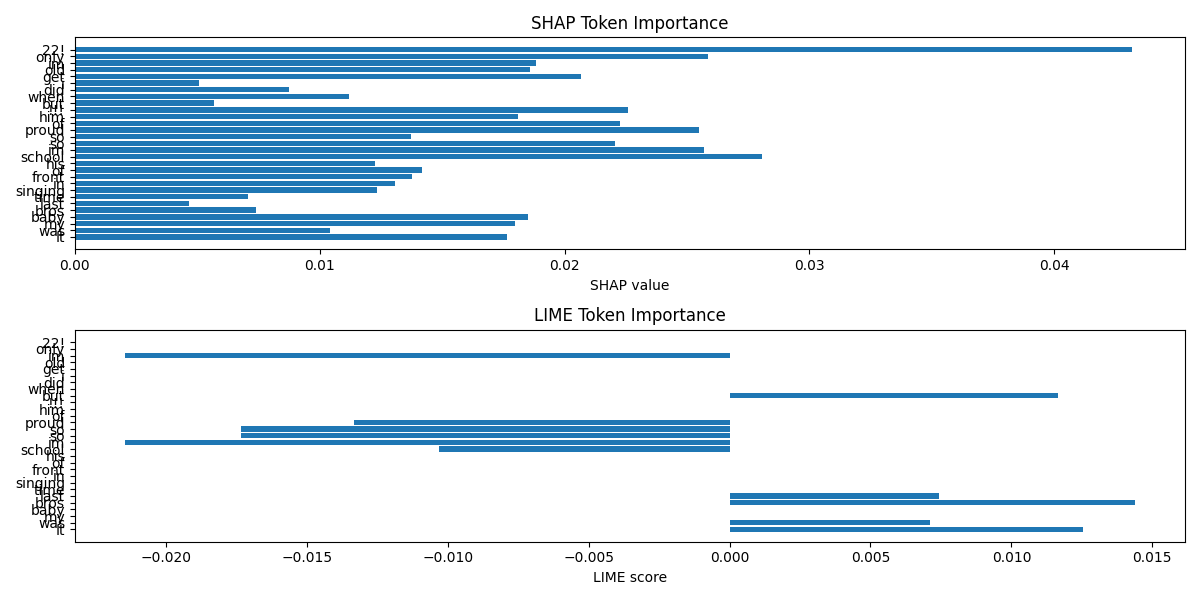 SHAP Token Importance
22!
only
im
old
get
did
when
but
him
of
proud
so
so
im
school
his
of
front
in
singing
time
last
bros
baby
my
was
it
0.00 0.01 0.02 0.03 0.04
SHAP value
LIME Token Importance
22!
only
im
old
get
did
when
but
him
of
proud
so
so
im
school
his
of
front
in
singing
time
last
bros
baby
my
was
it
−0.020 −0.015 −0.010 −0.005 0.000 0.005 0.010 0.015
LIME score